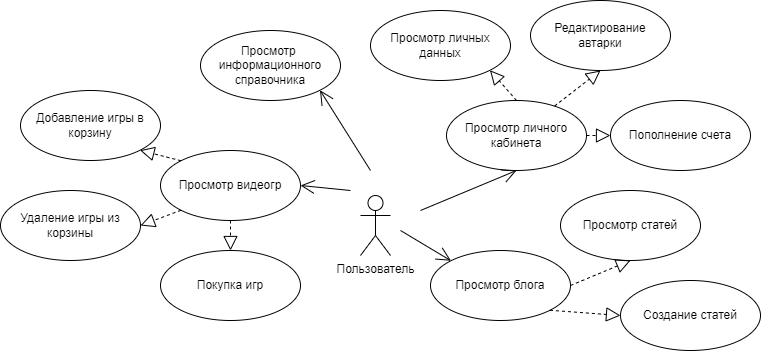 Просмотр
информационного
справочника
Просмотр личных
данных
Редактирование
автарки
Добавление игры в
корзину
Просмотр личного
кабинета
Пополнение счета
Просмотр видеогр
Удаление игры из
корзины
Просмотр статей
Пользователь
Покупка игр
Просмотр блога
Создание статей